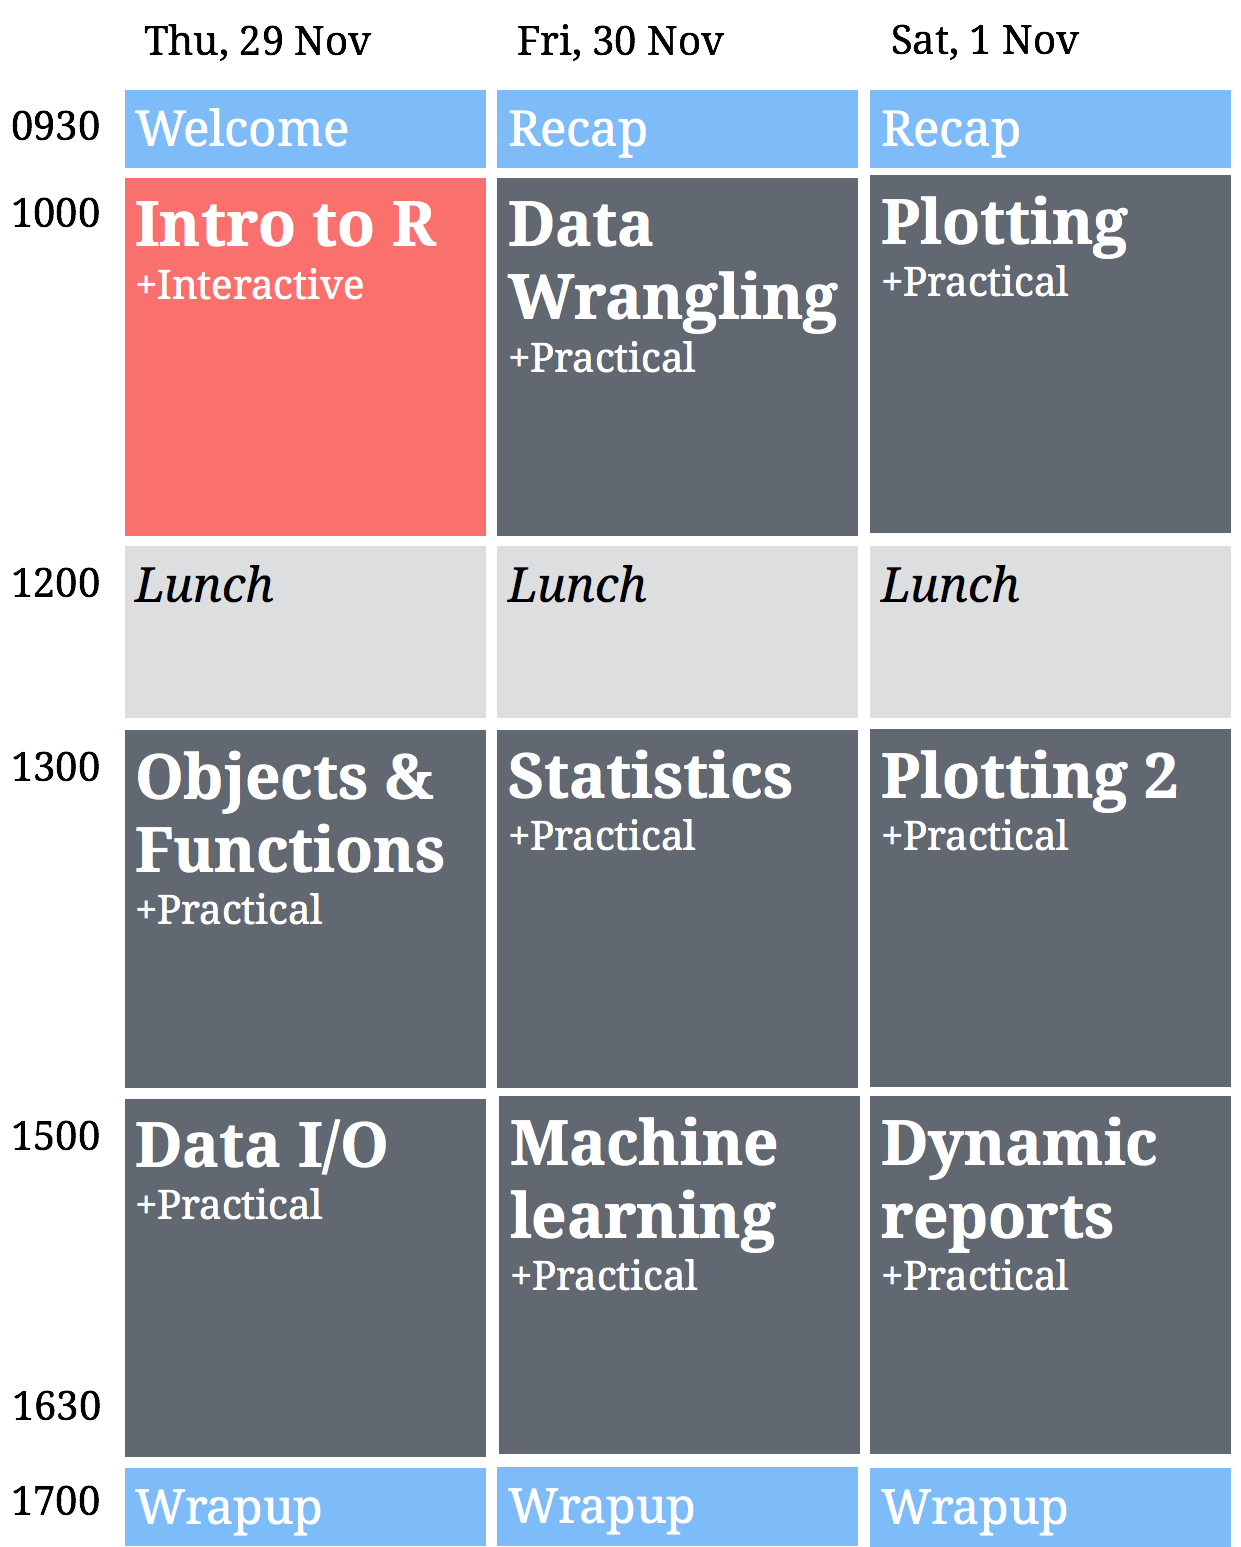 Thu, 29 Nov
Fri, 30 Nov
Sat, 1 Nov
0930
Welcome
Recap
Recap
1000
Intro to R
+Interactive
Data
Wrangling
+Practical
Plotting
+Practical
1200
Lunch
Lunch
Lunch
1300
Objects &
Functions
+Practical
Statistics
+Practical
Plotting 2
+Practical
1500
Data I/O
+Practical
Machine
learning
+Practical
Dynamic
reports
+Practical
1630
1700
Wrapup
Wrapup
Wrapup